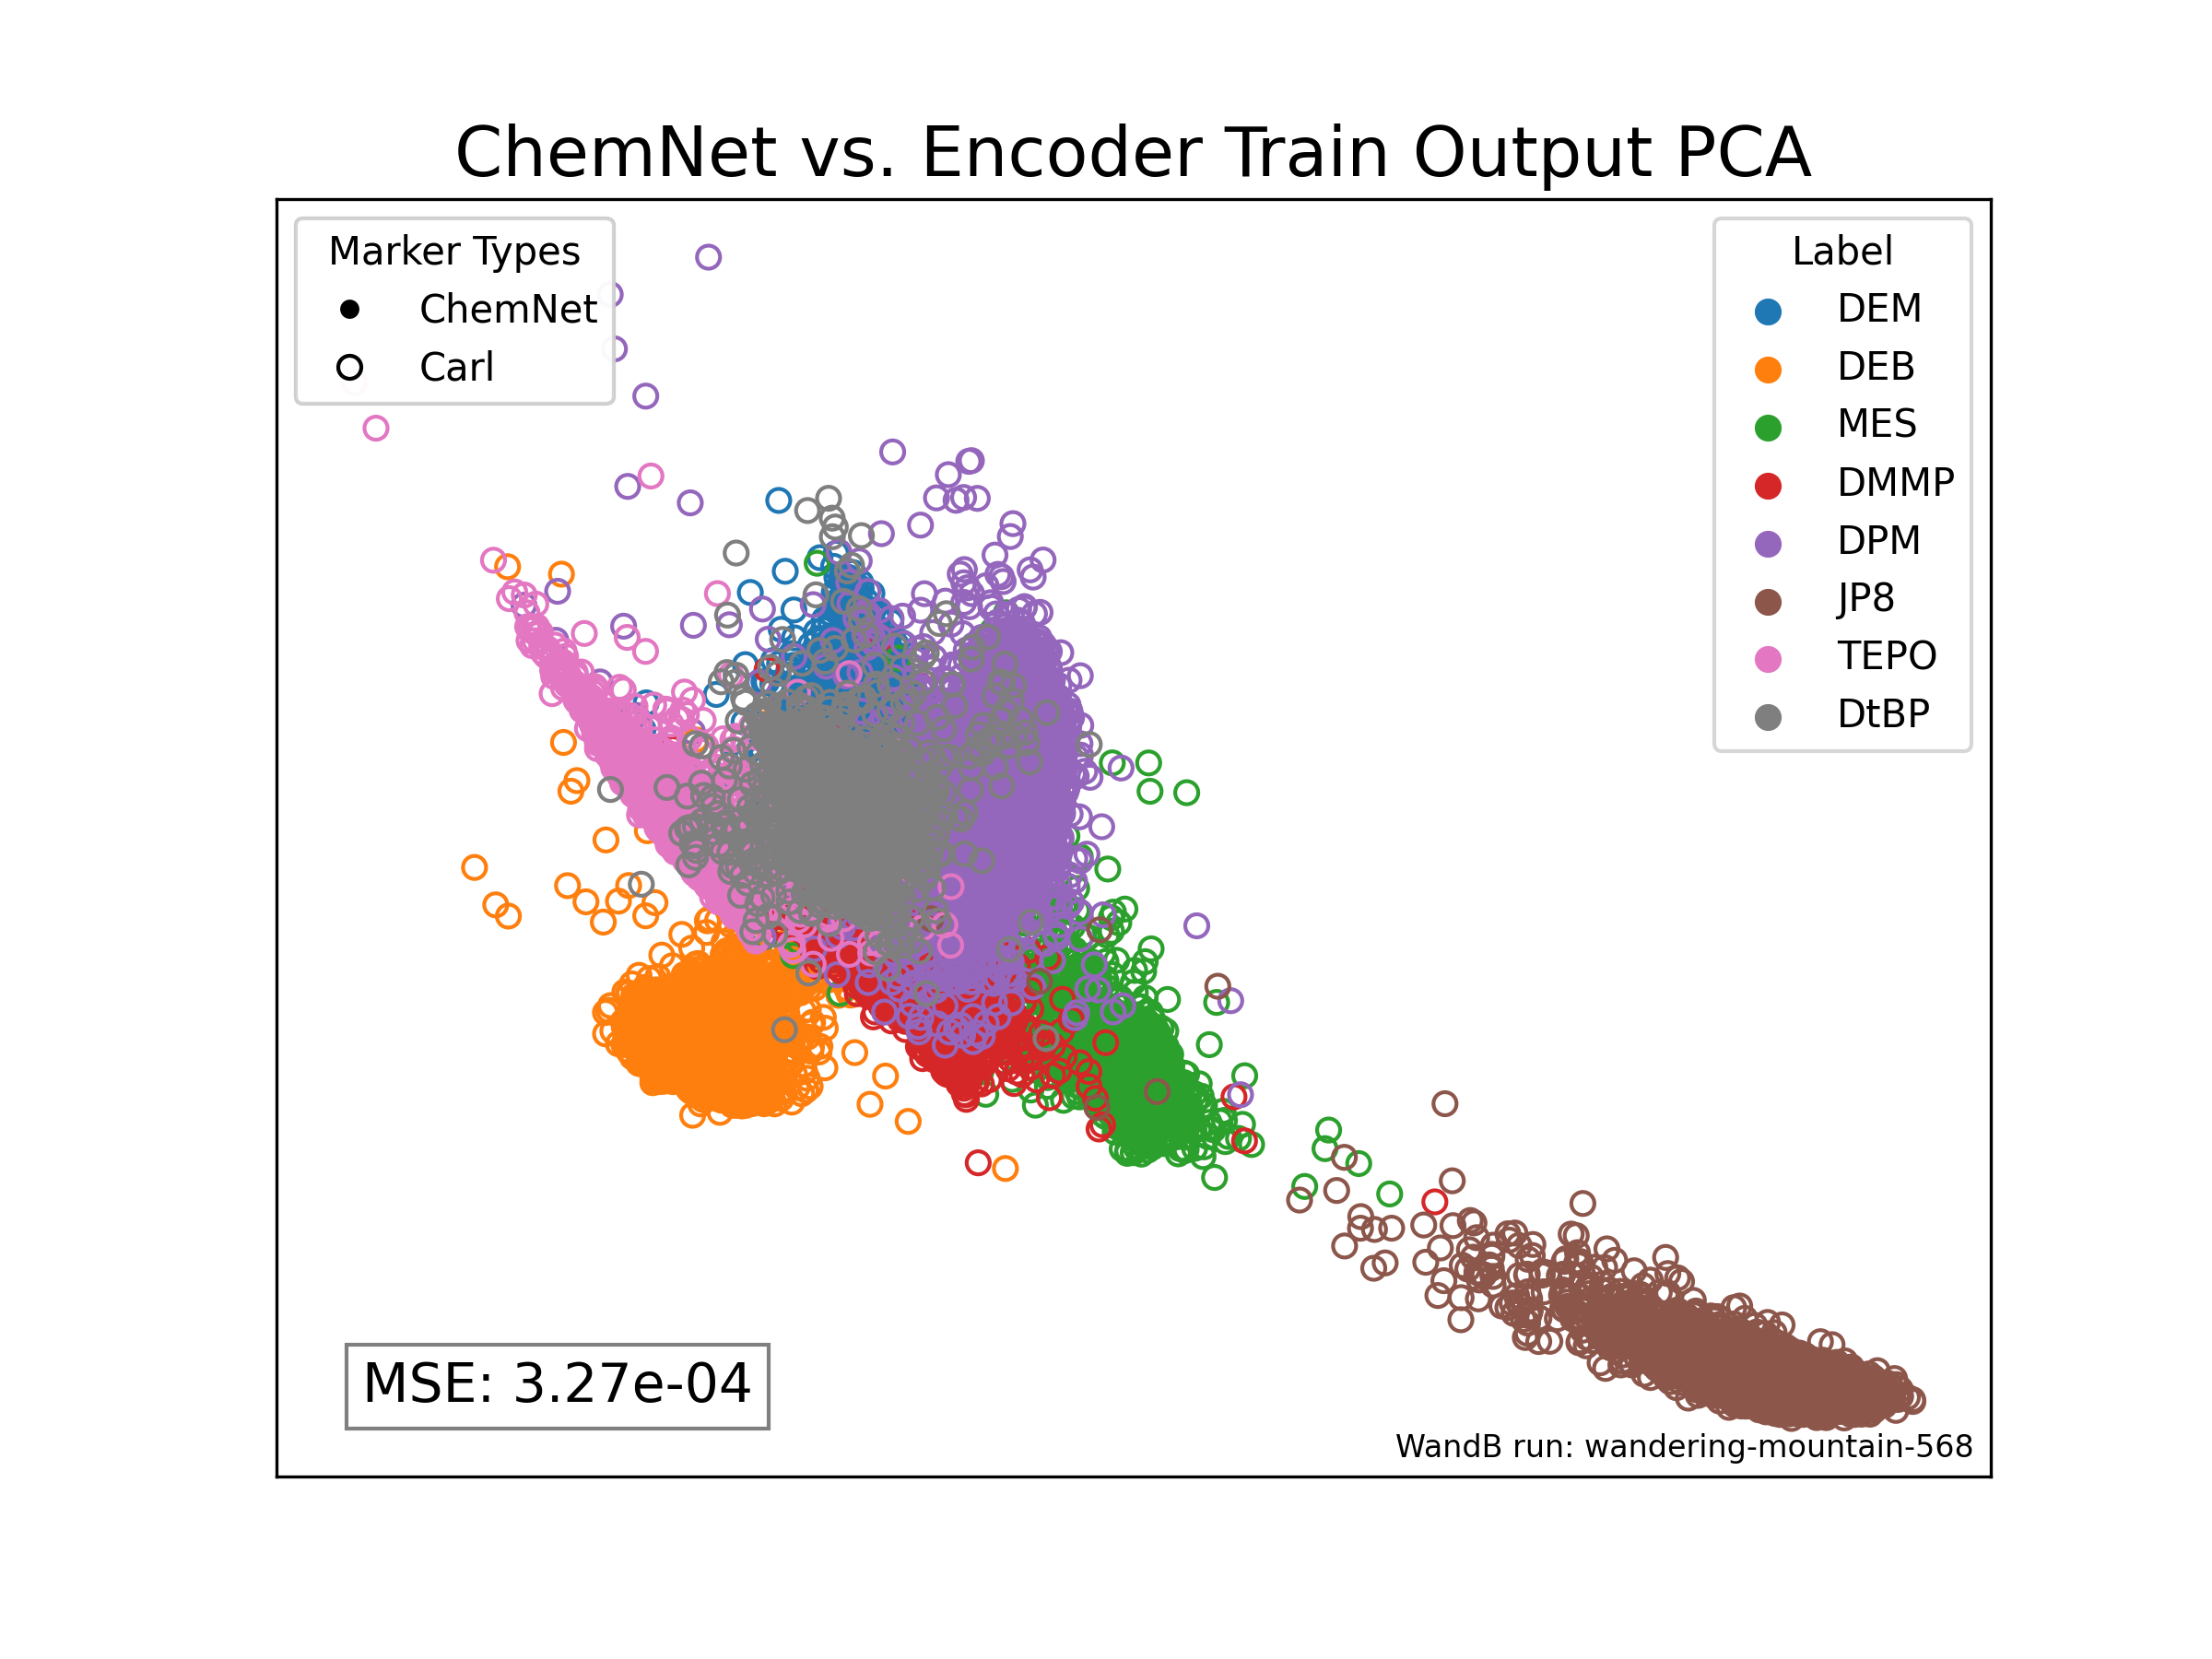 ChemNet vs. Encoder Train Output PCA
Marker Types
ChemNet
Carl
Label
DEM
DEB
MES
DMMP
DPM
JP8
TEPO
DtBP
MSE: 3.27e-04
WandB run: wandering-mountain-568